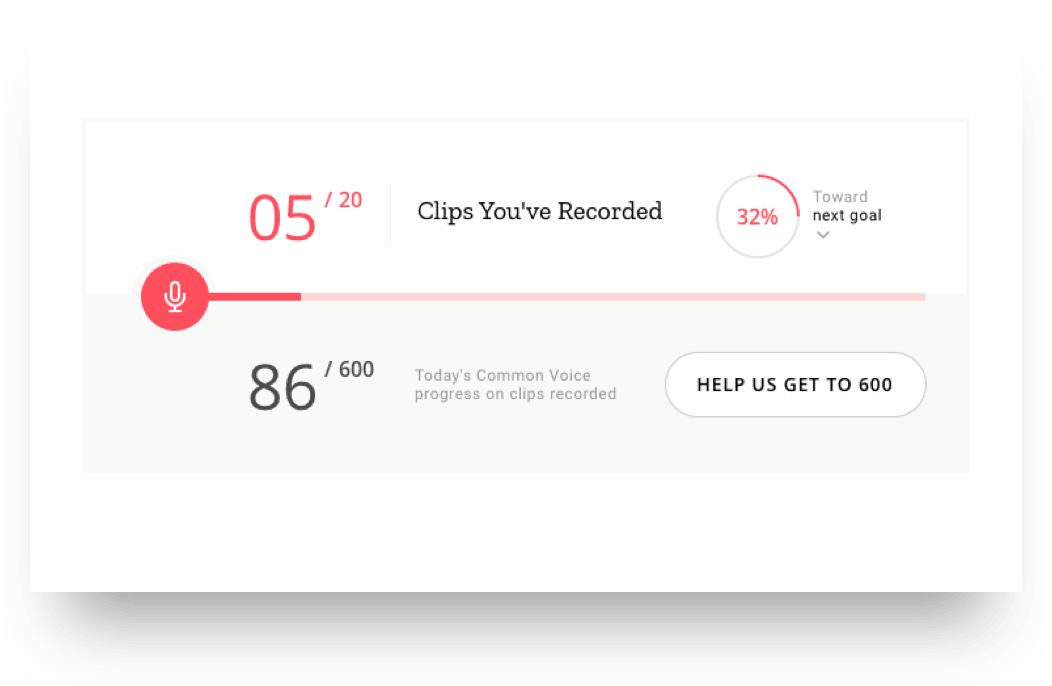 05 / 20
Clips You've Recorded
32%
Toward
next goal
86 / 600
Today's Common Voice
progress on clips recorded
HELP US GET TO 600